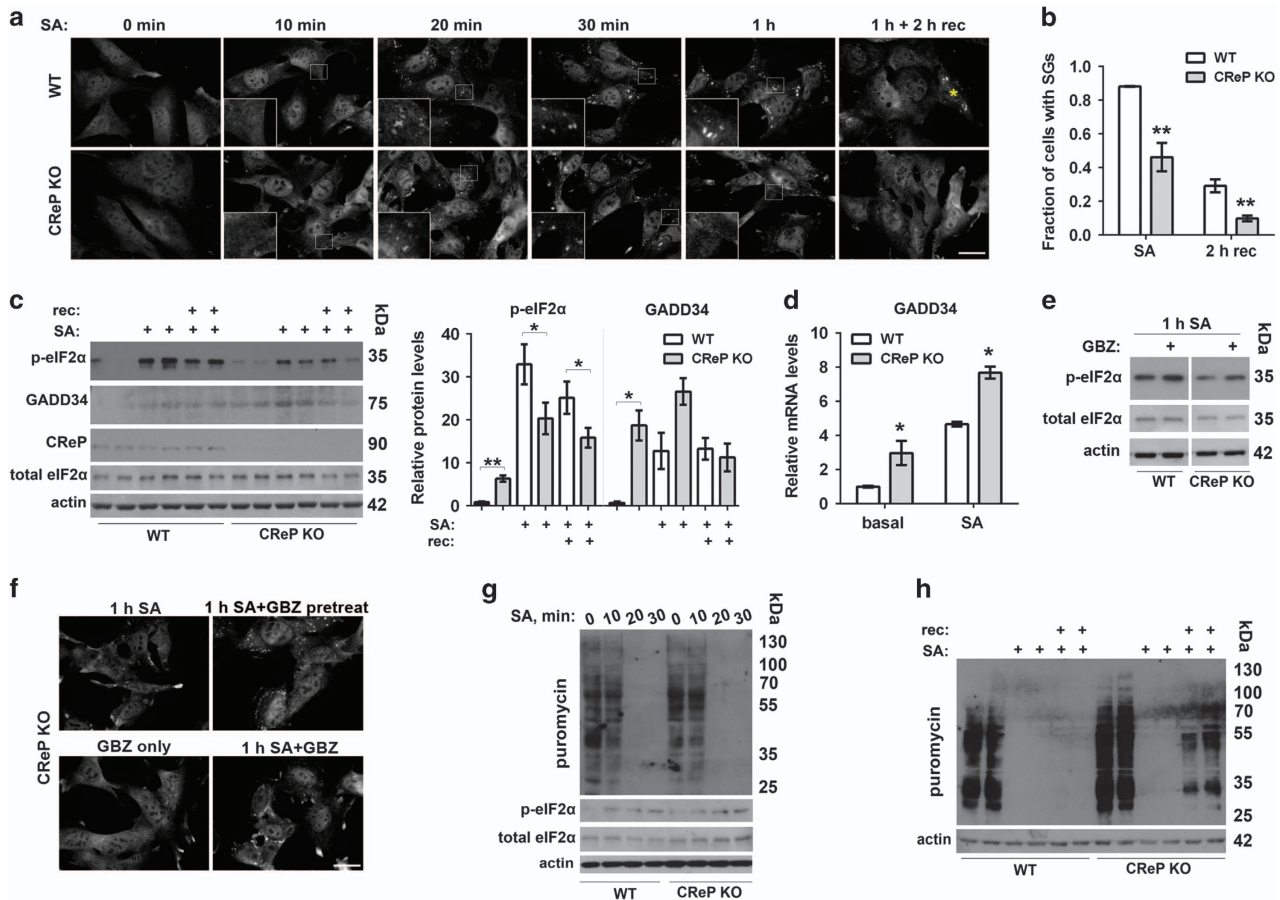 a
SA: 0 min 10 min 20 min 30 min 1 h 1 h + 2 h rec
WT
*
CReP KO
b
WT
CReP KO
Fraction of cells with SGs
1.0
0.8
0.6
0.4
0.2
0.0
**
**
SA 2 h rec
c
rec: + + + +
SA: + + + + + + + +
kDa
p-eIF2α 35
GADD34 75
CReP 90
total eIF2α 35
actin 42
WT CReP KO
p-eIF2α GADD34
WT
CReP KO
Relative protein levels
40
30
20
10
0
** * * *
SA: + + + + + + + +
rec: + + + +
d
GADD34
WT
CReP KO
Relative mRNA levels
10
8
6
4
2
0
* *
basal SA
e
1 h SA
GBZ: + +
kDa
p-eIF2α 35
total eIF2α 35
actin 42
WT CReP KO
f
1 h SA 1 h SA+GBZ pretreat
GBZ only 1 h SA+GBZ
CReP KO
g
SA, min: 0 10 20 30 0 10 20 30
kDa
puromycin
130
100
70
55
35
25
p-eIF2α
total eIF2α
actin
WT CReP KO
h
rec: + + + +
SA: + + + + + + + +
kDa
puromycin
130
100
70
55
35
25
actin 42
WT CReP KO